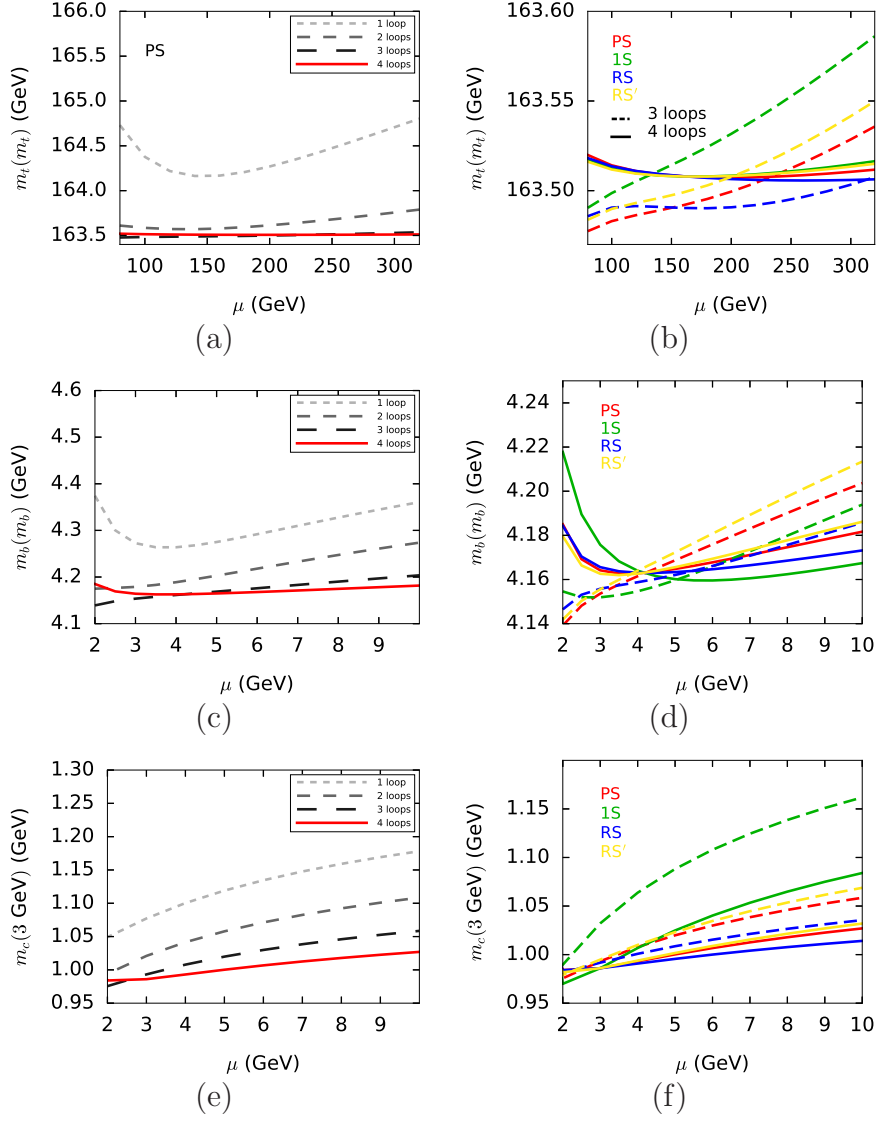 166.0
165.5
165.0
164.5
164.0
163.5
m_t(m_t) (GeV)
PS
1 loop
2 loops
3 loops
4 loops
100 150 200 250 300
μ (GeV)
(a)
163.60
163.55
163.50
m_t(m_t) (GeV)
PS
1S
RS
RS′
3 loops
4 loops
100 150 200 250 300
μ (GeV)
(b)
4.6
4.5
4.4
4.3
4.2
4.1
m_b(m_b) (GeV)
1 loop
2 loops
3 loops
4 loops
2 3 4 5 6 7 8 9
μ (GeV)
(c)
4.24
4.22
4.20
4.18
4.16
4.14
m_b(m_b) (GeV)
PS
1S
RS
RS′
2 3 4 5 6 7 8 9 10
μ (GeV)
(d)
1.30
1.25
1.20
1.15
1.10
1.05
1.00
0.95
m_c(3 GeV) (GeV)
1 loop
2 loops
3 loops
4 loops
2 3 4 5 6 7 8 9
μ (GeV)
(e)
1.15
1.10
1.05
1.00
0.95
m_c(3 GeV) (GeV)
PS
1S
RS
RS′
2 3 4 5 6 7 8 9 10
μ (GeV)
(f)